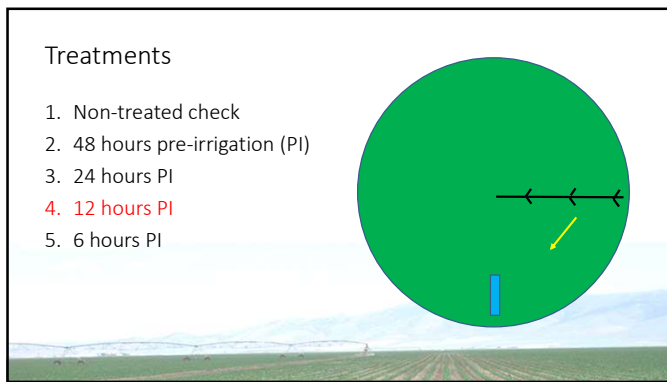 Treatments
1. Non-treated check
2. 48 hours pre-irrigation (PI)
3. 24 hours PI
4. 12 hours PI
5. 6 hours PI